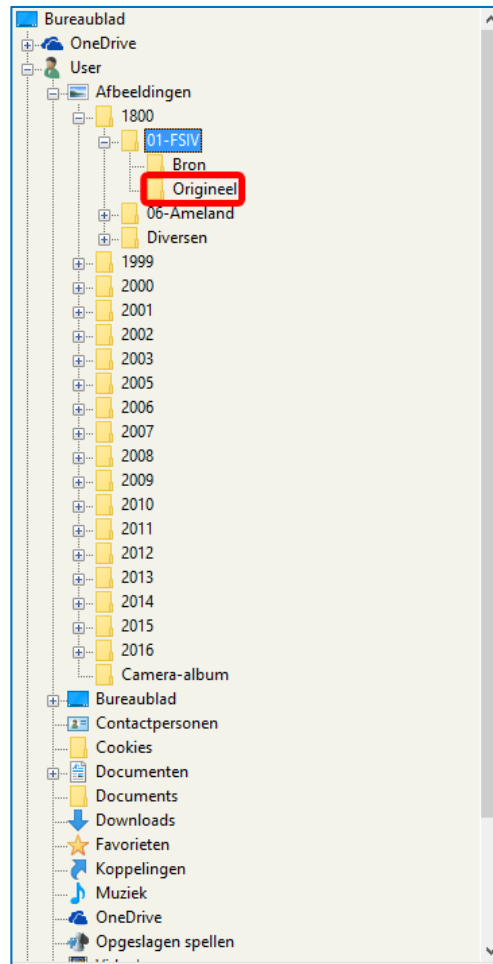 Bureaublad
OneDrive
User
Afbeeldingen
1800
01-FSIV
Bron
Origineel
06-Ameland
Diversen
1999
2000
2001
2002
2003
2005
2006
2007
2008
2009
2010
2011
2012
2013
2014
2015
2016
Camera-album
Bureaublad
Contactpersonen
Cookies
Documenten
Documents
Downloads
Favorieten
Koppelingen
Muziek
OneDrive
Opgeslagen spellen